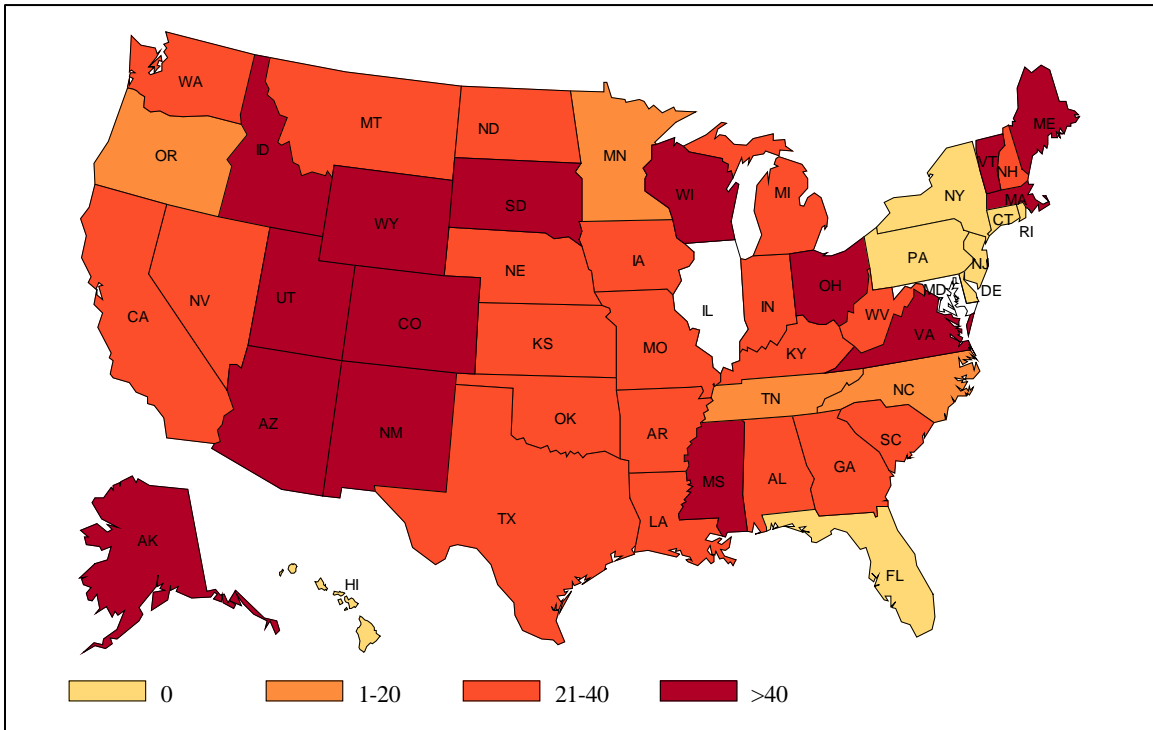 ME
WA
MT
ND
MN
OR
ID
VT
NH
MI
WI
NY
MA
SD
CT
WY
RI
PA
IA
NE
NJ
OH
MD
DE
UT
NV
IL
IN
WV
CA
CO
VA
KS
MO
KY
NC
TN
OK
AZ
NM
AR
SC
GA
MS
AL
TX
LA
AK
FL
HI
0
1-20
21-40
>40